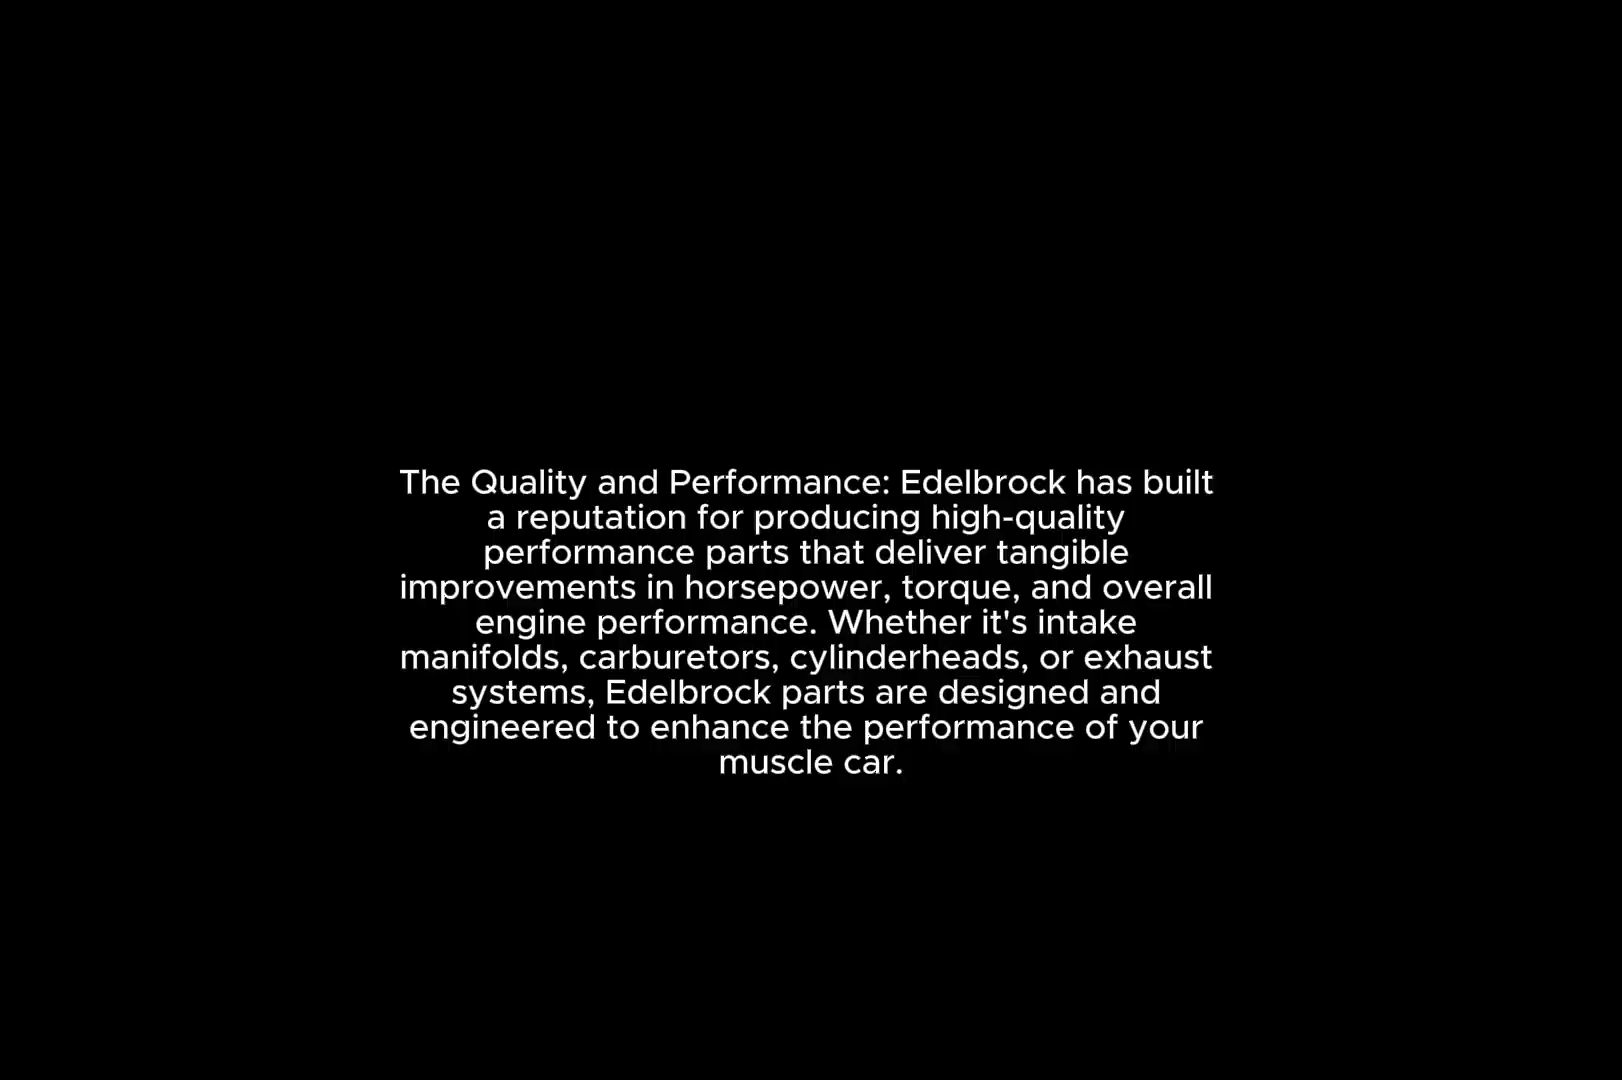 The Quality and Performance: Edelbrock has built
a reputation for producing high-quality
performance parts that deliver tangible
improvements in horsepower, torque, and overall
engine performance. Whether it's intake
manifolds, carburetors, cylinderheads, or exhaust
systems, Edelbrock parts are designed and
engineered to enhance the performance of your
muscle car.